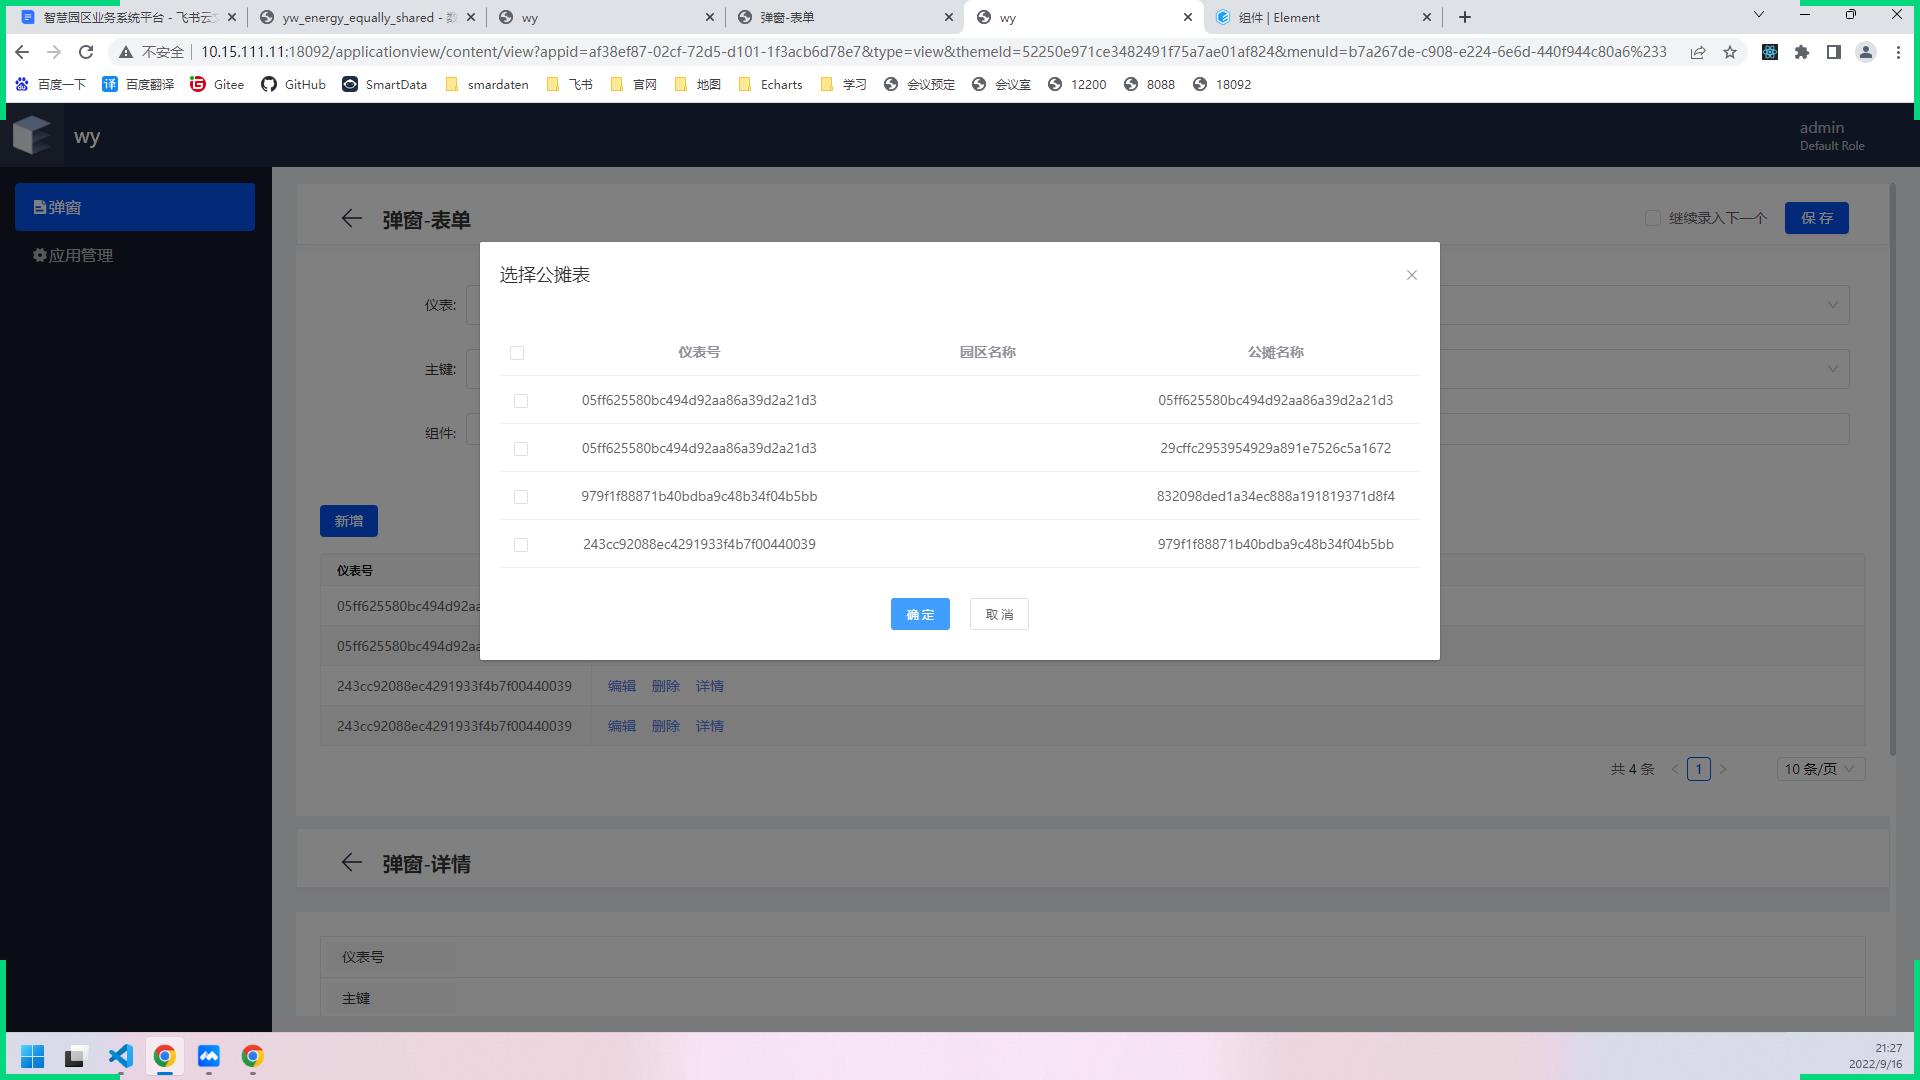 智慧园区业务系统平台 - 飞书云文
yw_energy_equally_shared - 数
wy
弹窗-表单
wy
组件 | Element
不安全
10.15.111.11:18092/applicationview/content/view?appid=af38ef87-02cf-72d5-d101-1f3acb6d78e7&type=view&themeId=52250e971ce3482491f75a7ae01af824&menuId=b7a267de-c908-e224-6e6d-440f944c80a6%233
百度一下
译 百度翻译
Gitee
GitHub
SmartData
smardaten
飞书
官网
地图
Echarts
学习
会议预定
会议室
12200
8088
18092
wy
admin
Default Role
弹窗
应用管理
弹窗-表单
继续录入下一个
保存
仪表:
主键:
组件:
选择公摊表
仪表号 园区名称 公摊名称
05ff625580bc494d92aa86a39d2a21d3 05ff625580bc494d92aa86a39d2a21d3
05ff625580bc494d92aa86a39d2a21d3 29cffc2953954929a891e7526c5a1672
979f1f88871b40bdba9c48b34f04b5bb 832098ded1a34ec888a191819371d8f4
243cc92088ec4291933f4b7f00440039 979f1f88871b40bdba9c48b34f04b5bb
确定 取消
新增
仪表号
05ff625580bc494d92aa
05ff625580bc494d92aa
243cc92088ec4291933f4b7f00440039 编辑 删除 详情
243cc92088ec4291933f4b7f00440039 编辑 删除 详情
共 4 条 1 10 条/页
弹窗-详情
仪表号
主键
21:27
2022/9/16